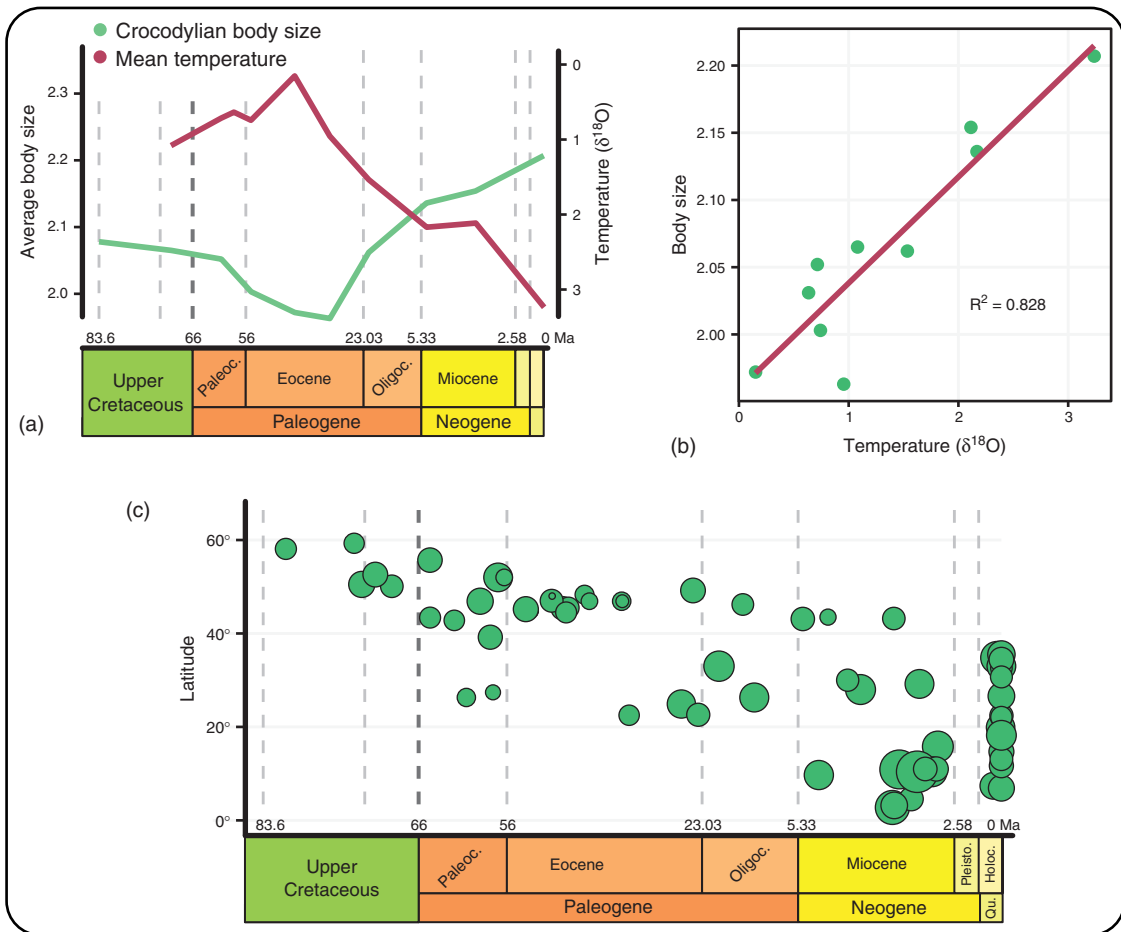 Crocodylian body size
Mean temperature
Average body size
2.3
2.2
2.1
2.0
0
1
2
3
Temperature (δ¹⁸O)
83.6 66 56 23.03 5.33 2.58 0 Ma
Upper Cretaceous
Paleoc.
Eocene
Oligoc.
Miocene
Paleogene
Neogene
(a)
Body size
2.20
2.15
2.10
2.05
2.00
R² = 0.828
0 1 2 3
Temperature (δ¹⁸O)
(b)
(c)
Latitude
60°
40°
20°
0°
83.6 66 56 23.03 5.33 2.58 0 Ma
Upper
Cretaceous
Paleoc.
Eocene
Oligoc.
Miocene
Pleisto.
Holoc.
Paleogene
Neogene
Qu.